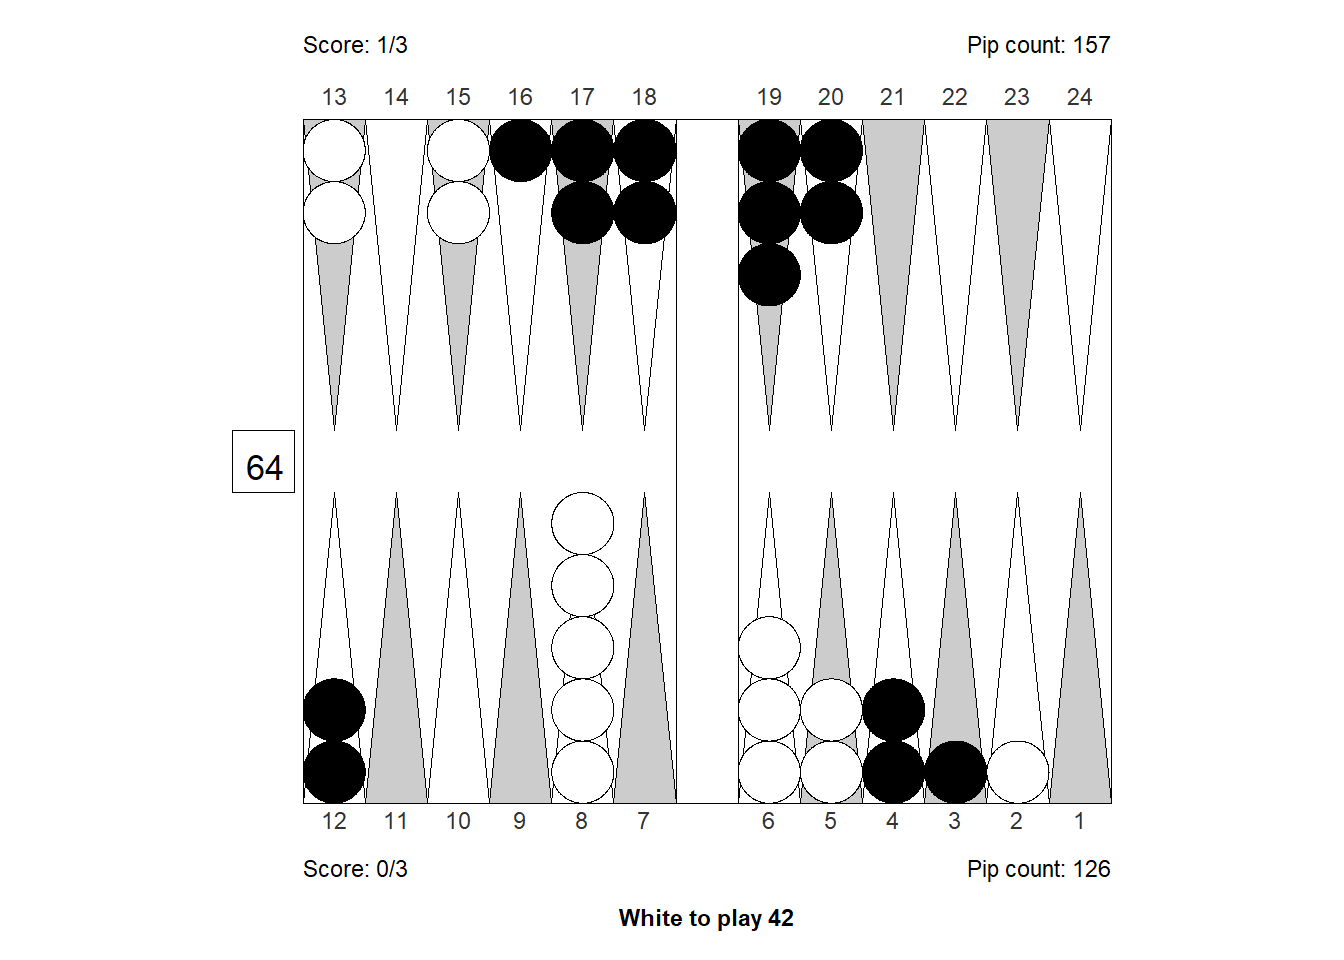 Score: 1/3 Pip count: 157
13 14 15 16 17 18 19 20 21 22 23 24
64
12 11 10 9 8 7 6 5 4 3 2 1
Score: 0/3 Pip count: 126
White to play 42